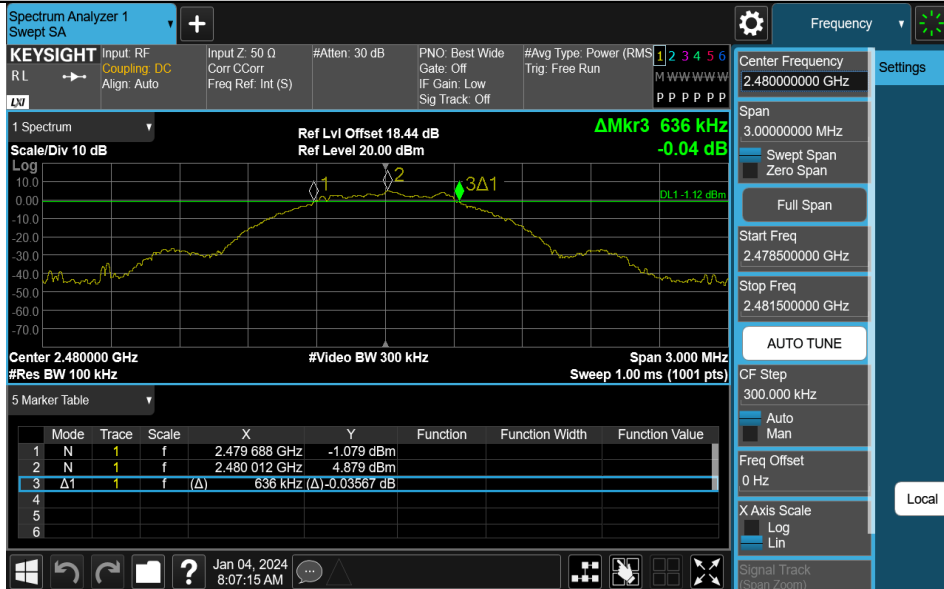 Spectrum Analyzer 1
Swept SA
+
Frequency
KEYSIGHT
R L
LXI
Input: RF
Coupling: DC
Align: Auto
Input Z: 50 Ω
Corr CCorr
Freq Ref: Int (S)
#Atten: 30 dB
PNO: Best Wide
Gate: Off
IF Gain: Low
Sig Track: Off
#Avg Type: Power (RMS
Trig: Free Run
1 2 3 4 5 6
M W W W W W
P P P P P P
1 Spectrum
Scale/Div 10 dB
Ref Lvl Offset 18.44 dB
Ref Level 20.00 dBm
ΔMkr3 636 kHz
-0.04 dB
Log
10.0
0.00
-10.0
-20.0
-30.0
-40.0
-50.0
-60.0
-70.0
1
2
3Δ1
DL1 -1.12 dBm
Center 2.480000 GHz
#Video BW 300 kHz
Span 3.000 MHz
#Res BW 100 kHz
Sweep 1.00 ms (1001 pts)
5 Marker Table
Mode Trace Scale X Y Function Function Width Function Value
1 N 1 f 2.479 688 GHz -1.079 dBm
2 N 1 f 2.480 012 GHz 4.879 dBm
3 Δ1 1 f (Δ) 636 kHz (Δ) -0.03567 dB
4
5
6
?
Jan 04, 2024
8:07:15 AM
Center Frequency
2.480000000 GHz
Span
3.00000000 MHz
Swept Span
Zero Span
Full Span
Start Freq
2.478500000 GHz
Stop Freq
2.481500000 GHz
AUTO TUNE
CF Step
300.000 kHz
Auto
Man
Freq Offset
0 Hz
X Axis Scale
Log
Lin
Signal Track
(Span Zoom)
Settings
Local